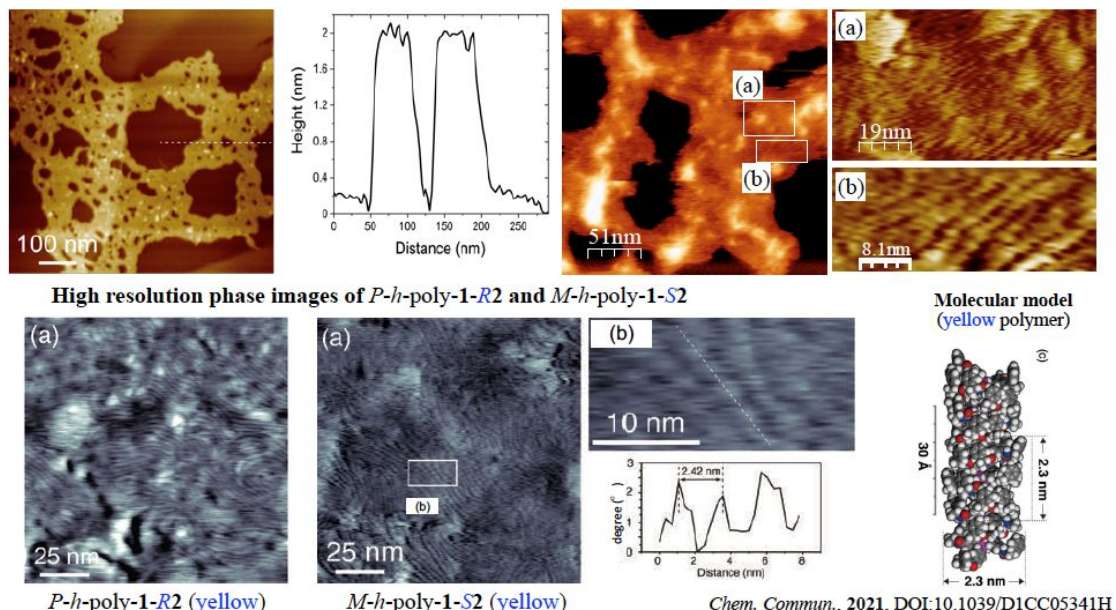 100 nm
Height (nm)
2
1.6
1.2
0.8
0.4
0
0 50 100 150 200 250
Distance (nm)
(a)
(b)
51nm
(a)
19nm
(b)
8.1nm
High resolution phase images of P-h-poly-1-R2 and M-h-poly-1-S2
(a)
25 nm
P-h-poly-1-R2 (yellow)
(a)
(b)
25 nm
M-h-poly-1-S2 (yellow)
(b)
10 nm
2.42 nm
degree (°)
3
2
1
0
0 2 4 6 8
Distance (nm)
Molecular model
(yellow polymer)
(c)
30 Å
2.3 nm
2.3 nm
Chem. Commun., 2021, DOI:10.1039/D1CC05341H